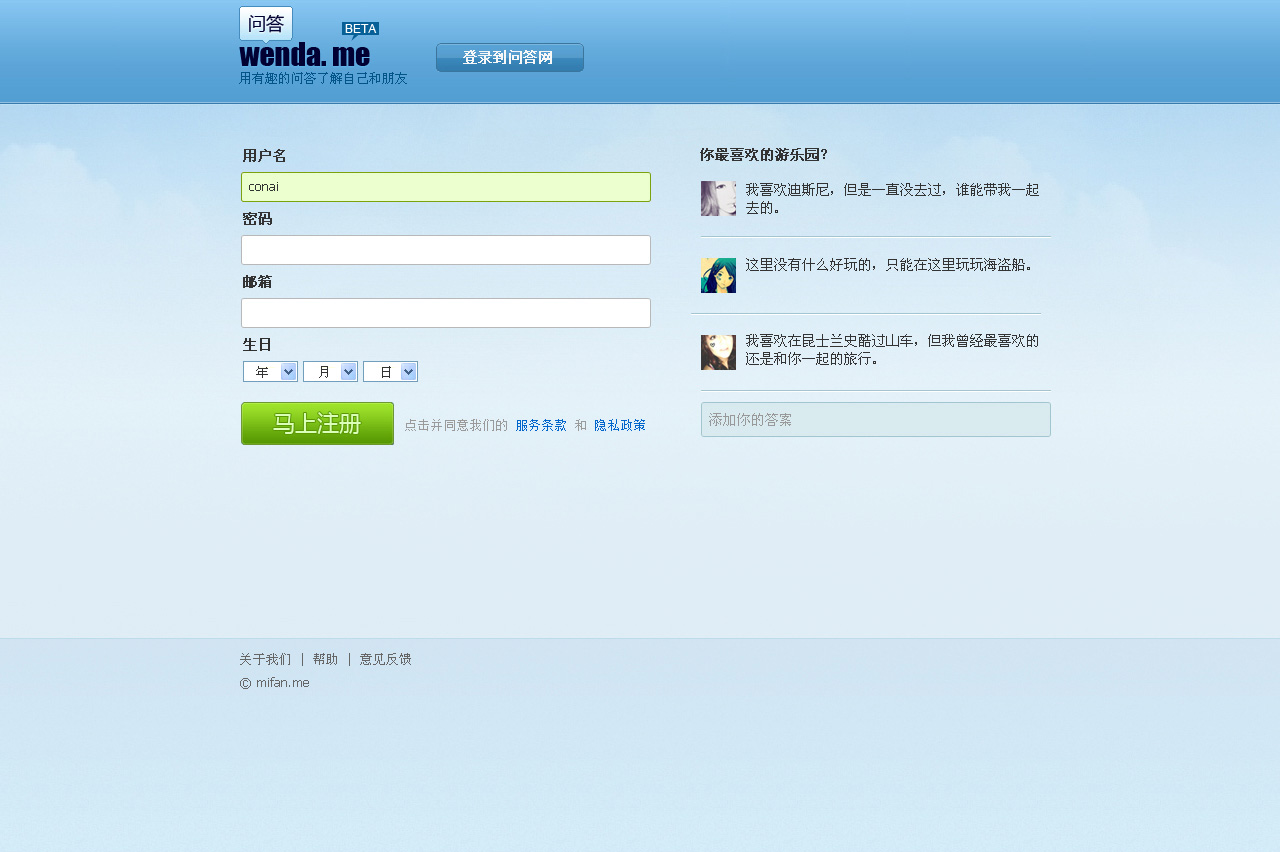 问答
BETA
wenda. me
用有趣的问答了解自己和朋友
登录到问答网
用户名
conai
密码
邮箱
生日
年 月 日
马上注册 点击并同意我们的 服务条款 和 隐私政策
你最喜欢的游乐园?
我喜欢迪斯尼，但是一直没去过，谁能带我一起
去的。
这里没有什么好玩的，只能在这里玩玩海盗船。
我喜欢在昆士兰史酷过山车，但我曾经最喜欢的
还是和你一起的旅行。
添加你的答案
关于我们 | 帮助 | 意见反馈
© mifan.me